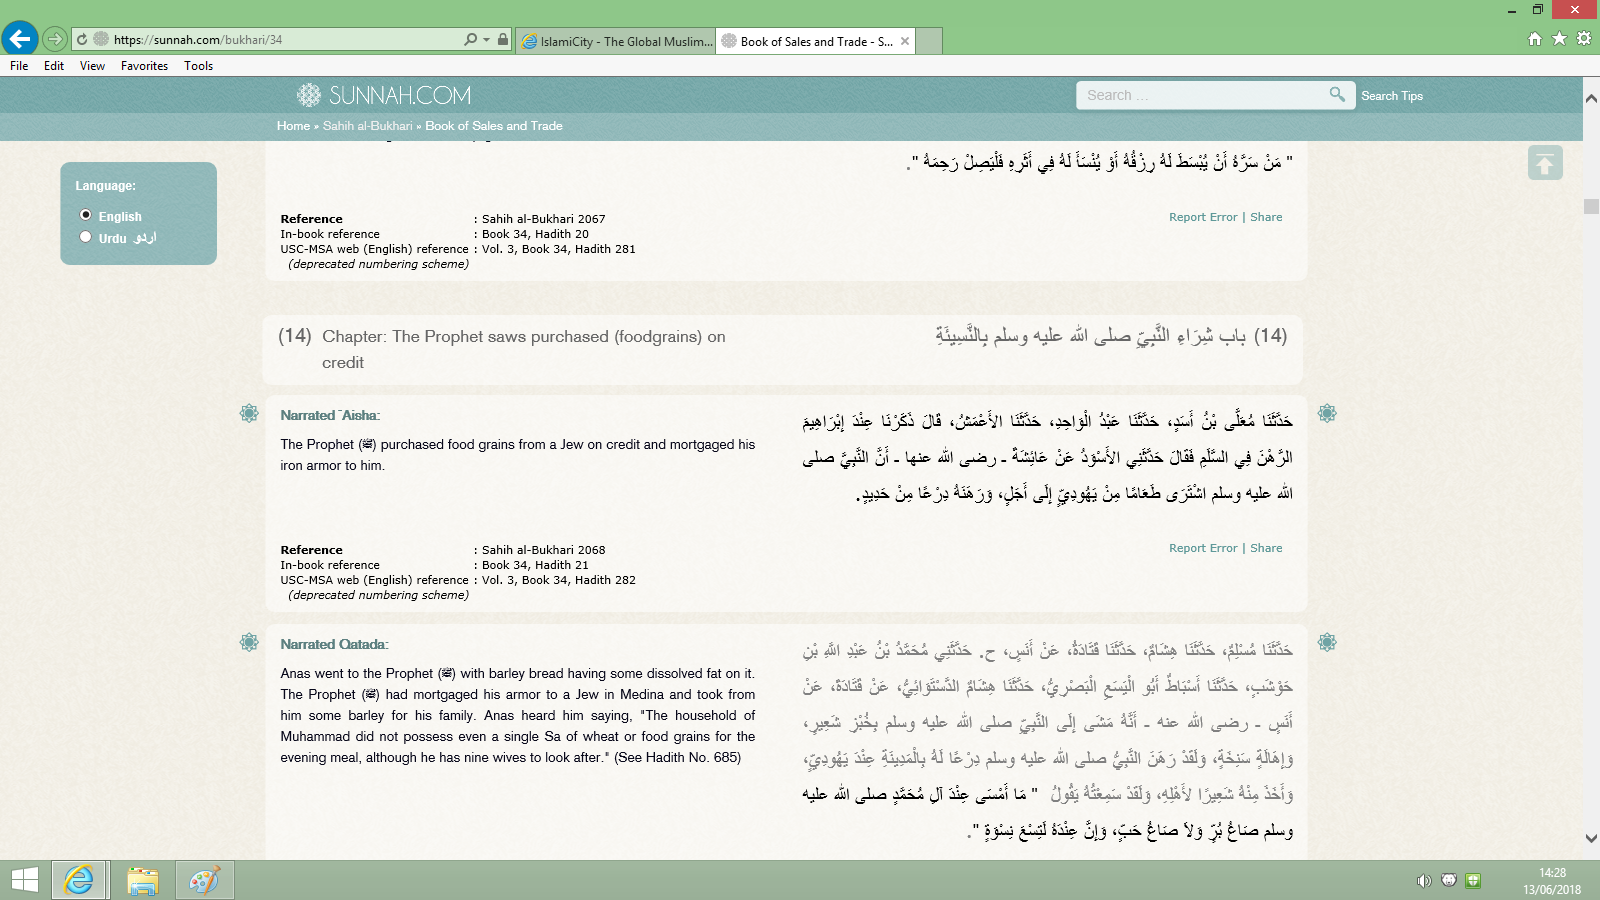 https://sunnah.com/bukhari/34
IslamiCity - The Global Muslim...
Book of Sales and Trade - S...
File Edit View Favorites Tools
SUNNAH.COM
Search ...
Search Tips
Home » Sahih al-Bukhari » Book of Sales and Trade
Language:
English
Urdu اردو
" مَنْ سَرَّهُ أَنْ يُبْسَطَ لَهُ رِزْقُهُ أَوْ يُنْسَأَ لَهُ فِي أَثَرِهِ فَلْيَصِلْ رَحِمَهُ ".
Reference : Sahih al-Bukhari 2067
In-book reference : Book 34, Hadith 20
USC-MSA web (English) reference : Vol. 3, Book 34, Hadith 281
(deprecated numbering scheme)
Report Error | Share
(14) Chapter: The Prophet saws purchased (foodgrains) on
credit
(14) باب شِرَاءِ النَّبِيِّ صلى الله عليه وسلم بِالنَّسِيئَةِ
Narrated `Aisha:
The Prophet (ﷺ) purchased food grains from a Jew on credit and mortgaged his
iron armor to him.
حَدَّثَنَا مُعَلَّى بْنُ أَسَدٍ، حَدَّثَنَا عَبْدُ الْوَاحِدِ، حَدَّثَنَا الأَعْمَشُ، قَالَ ذَكَرْنَا عِنْدَ إِبْرَاهِيمَ
الرَّهْنَ فِي السَّلَمِ فَقَالَ حَدَّثَنِي الأَسْوَدُ عَنْ عَائِشَةَ ـ رضى الله عنها ـ أَنَّ النَّبِيَّ صلى
الله عليه وسلم اشْتَرَى طَعَامًا مِنْ يَهُودِيٍّ إِلَى أَجَلٍ، وَرَهَنَهُ دِرْعًا مِنْ حَدِيدٍ.
Reference : Sahih al-Bukhari 2068
In-book reference : Book 34, Hadith 21
USC-MSA web (English) reference : Vol. 3, Book 34, Hadith 282
(deprecated numbering scheme)
Report Error | Share
Narrated Qatada:
Anas went to the Prophet (ﷺ) with barley bread having some dissolved fat on it.
The Prophet (ﷺ) had mortgaged his armor to a Jew in Medina and took from
him some barley for his family. Anas heard him saying, "The household of
Muhammad did not possess even a single Sa of wheat or food grains for the
evening meal, although he has nine wives to look after." (See Hadith No. 685)
حَدَّثَنَا مُسْلِمٌ، حَدَّثَنَا هِشَامٌ، حَدَّثَنَا قَتَادَةُ، عَنْ أَنَسٍ، ح. حَدَّثَنِي مُحَمَّدُ بْنُ عَبْدِ اللَّهِ بْنِ
حَوْشَبٍ، حَدَّثَنَا أَسْبَاطٌ أَبُو الْيَسَعِ الْبَصْرِيُّ، حَدَّثَنَا هِشَامٌ الدَّسْتَوَائِيُّ، عَنْ قَتَادَةَ، عَنْ
أَنَسٍ ـ رضى الله عنه ـ أَنَّهُ مَشَى إِلَى النَّبِيِّ صلى الله عليه وسلم بِخُبْزِ شَعِيرٍ،
وَإِهَالَةٍ سَنِخَةٍ، وَلَقَدْ رَهَنَ النَّبِيُّ صلى الله عليه وسلم دِرْعًا لَهُ بِالْمَدِينَةِ عِنْدَ يَهُودِيٍّ،
وَأَخَذَ مِنْهُ شَعِيرًا لأَهْلِهِ، وَلَقَدْ سَمِعْتُهُ يَقُولُ " مَا أَمْسَى عِنْدَ آلِ مُحَمَّدٍ صلى الله عليه
وسلم صَاعُ بُرٍّ وَلاَ صَاعُ حَبٍّ، وَإِنَّ عِنْدَهُ لَتِسْعَ نِسْوَةٍ ".
14:28
13/06/2018